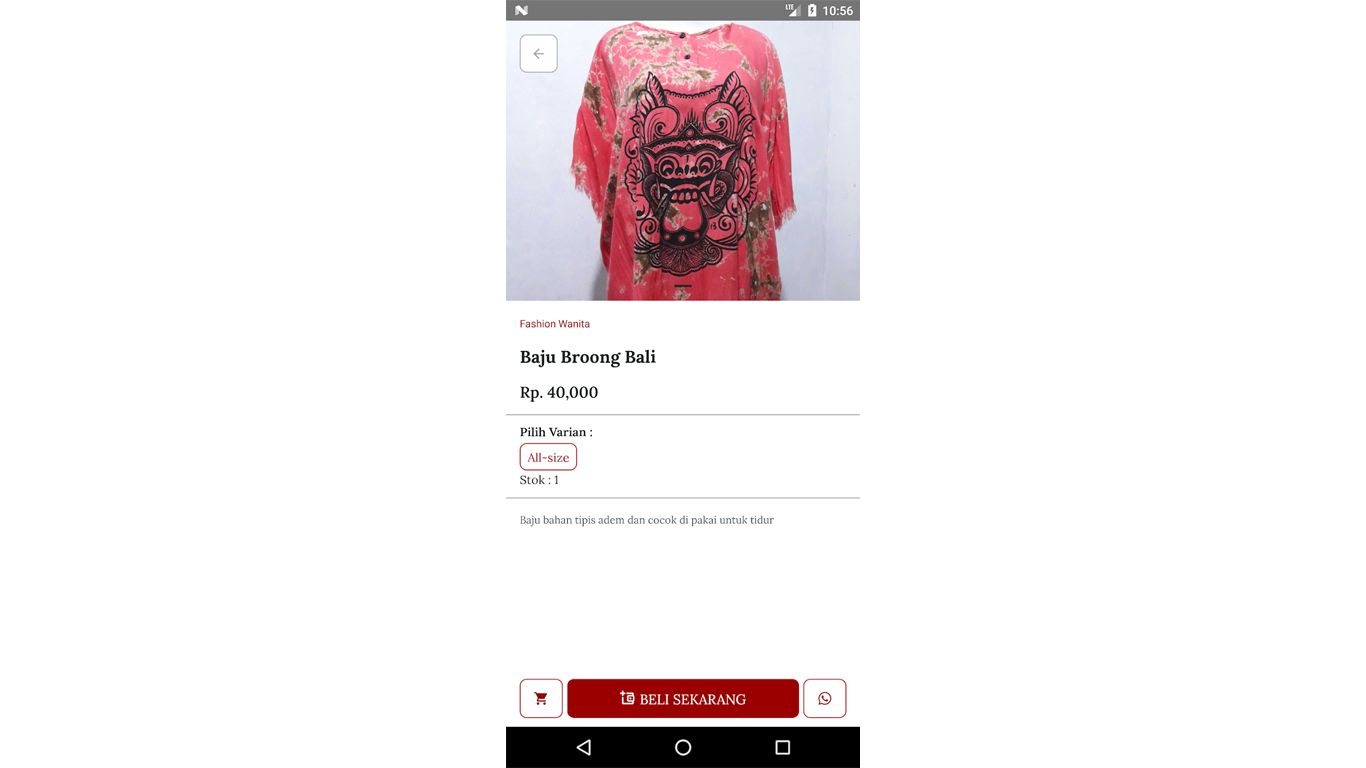 LTE 10:56
Fashion Wanita
Baju Broong Bali
Rp. 40,000
Pilih Varian :
All-size
Stok : 1
Baju bahan tipis adem dan cocok di pakai untuk tidur
BELI SEKARANG